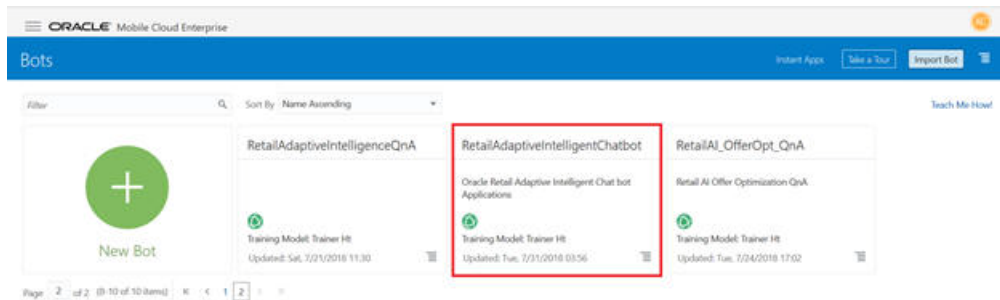 ORACLE Mobile Cloud Enterprise
AC
Bots
Instant Apps
Take a Tour
Import Bot
Filter
Sort By Name Ascending
Teach Me How!
New Bot
RetailAdaptiveIntelligenceQnA
Training Model: Trainer Ht
Updated: Sat, 7/21/2018 11:30
RetailAdaptiveIntelligentChatbot
Oracle Retail Adaptive Intelligent Chat bot
Applications
Training Model: Trainer Ht
Updated: Tue, 7/31/2018 03:56
RetailAI_OfferOpt_QnA
Retail AI Offer Optimization QnA
Training Model: Trainer Ht
Updated: Tue, 7/24/2018 17:02
Page 2 of 2 (8-10 of 10 items) K < 1 2